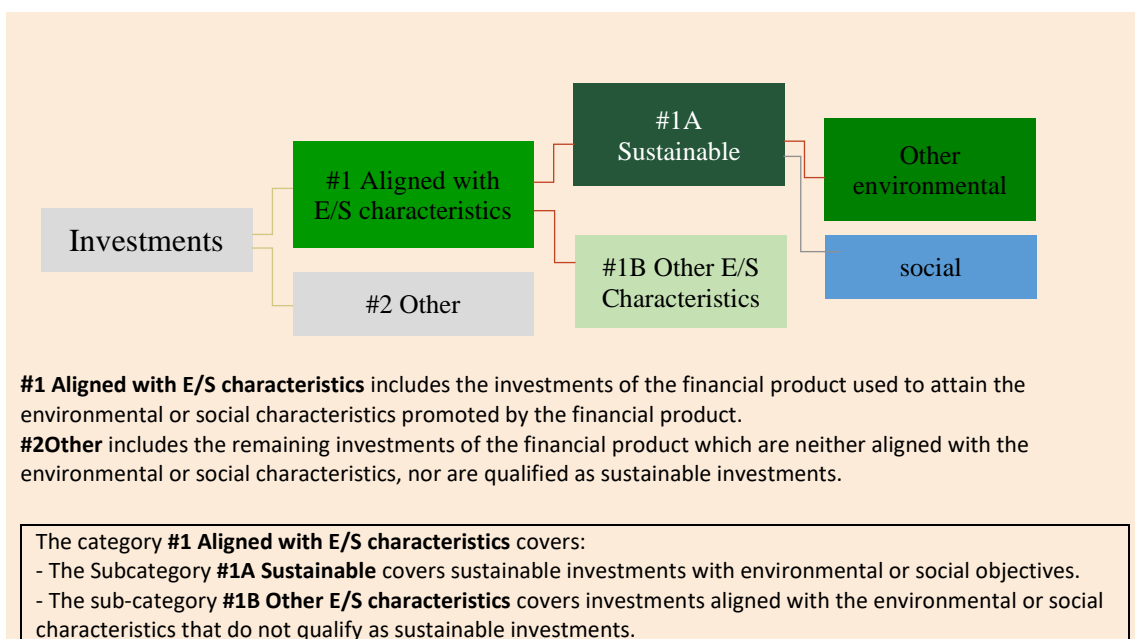 #1A
Sustainable
Other
environmental
#1 Aligned with
E/S characteristics
Investments
#1B Other E/S
Characteristics
social
#2 Other
#1 Aligned with E/S characteristics includes the investments of the financial product used to attain the
environmental or social characteristics promoted by the financial product.
#2Other includes the remaining investments of the financial product which are neither aligned with the
environmental or social characteristics, nor are qualified as sustainable investments.
The category #1 Aligned with E/S characteristics covers:
- The Subcategory #1A Sustainable covers sustainable investments with environmental or social objectives.
- The sub-category #1B Other E/S characteristics covers investments aligned with the environmental or social
characteristics that do not qualify as sustainable investments.